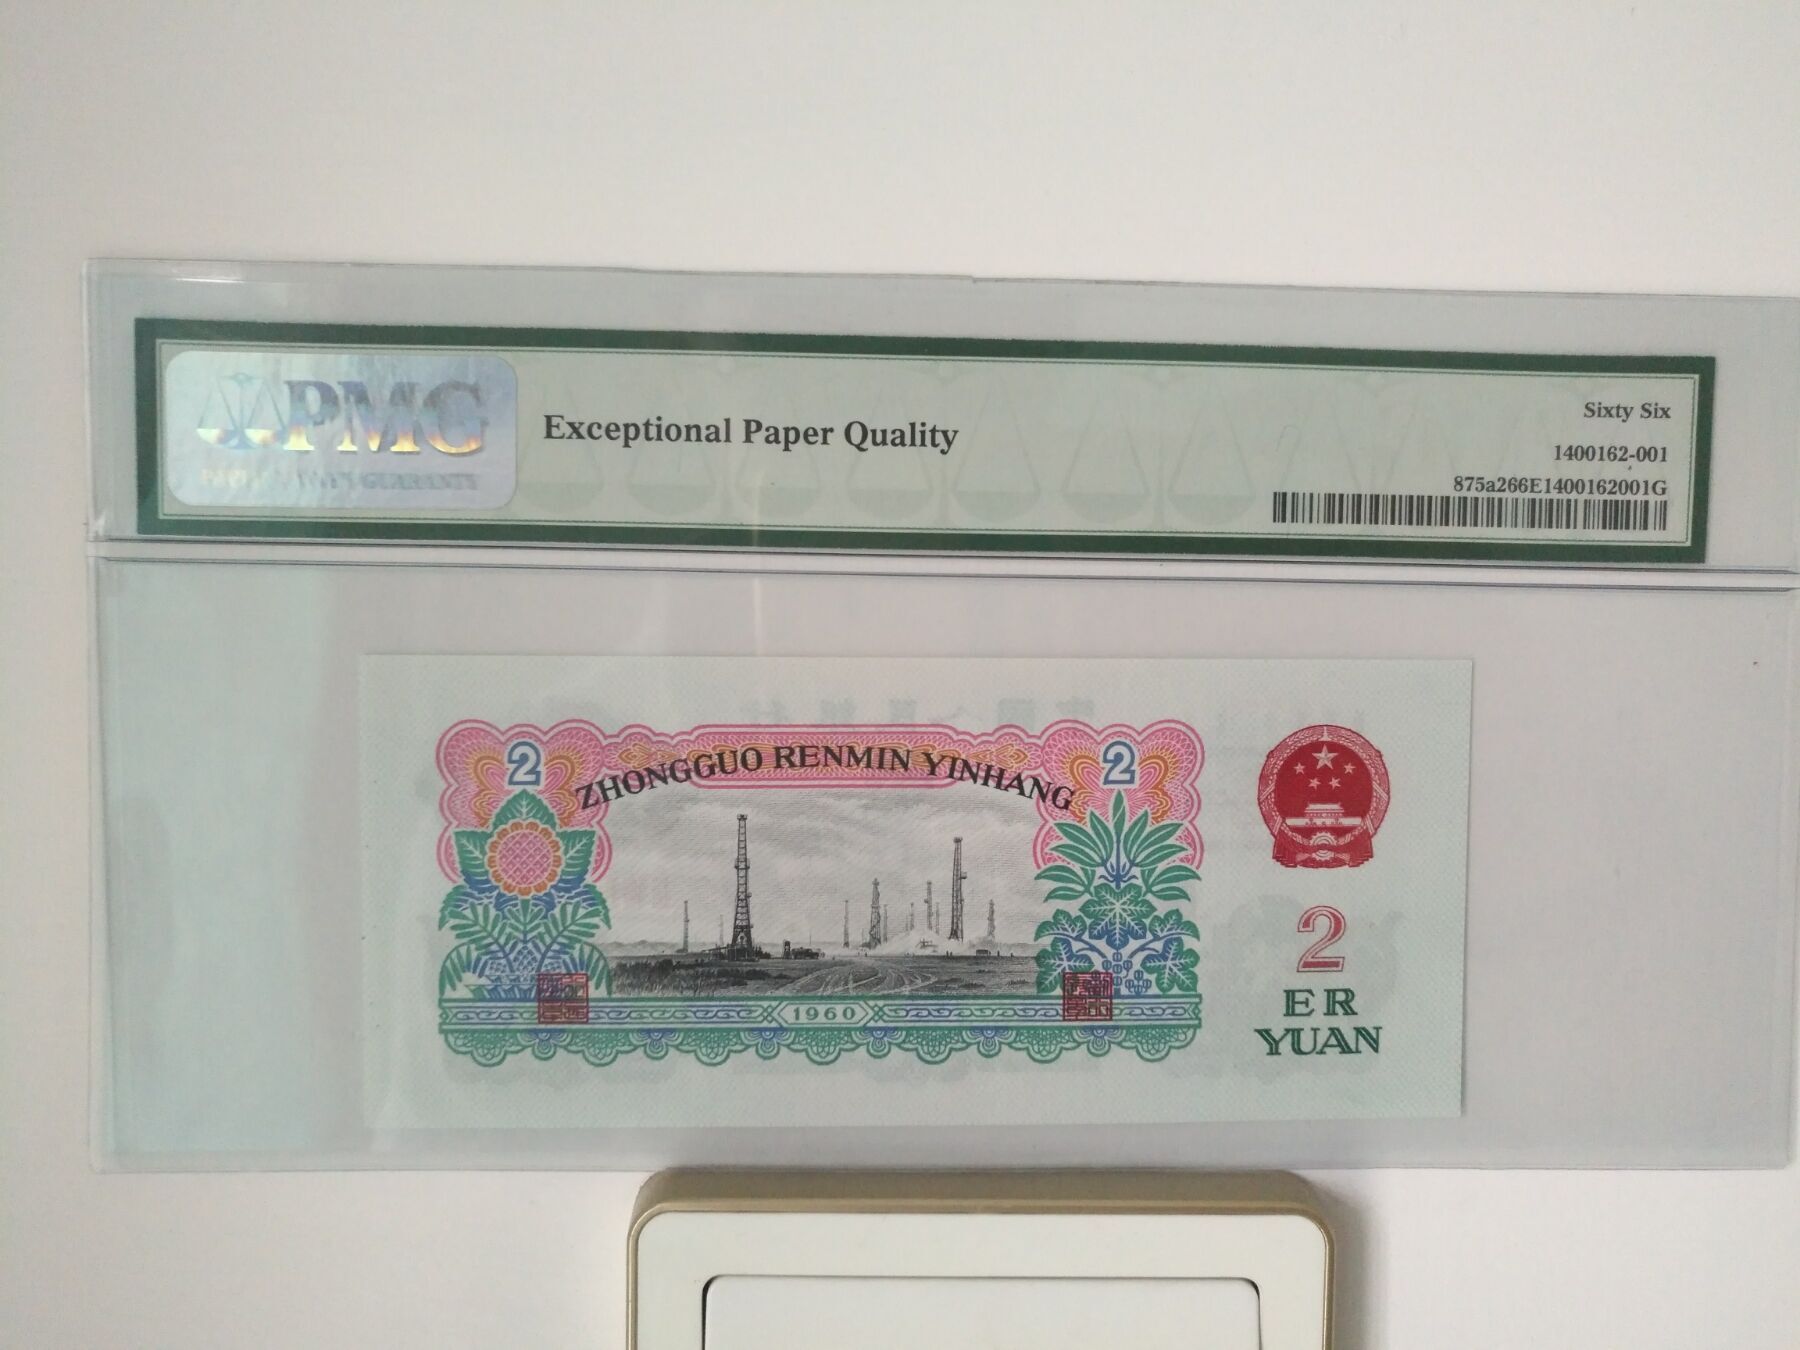 PMG
Exceptional Paper Quality
Sixty Six
1400162-001
875a266E1400162001G
2
ZHONGGUO RENMIN YINHANG
2
1960
2
ER
YUAN